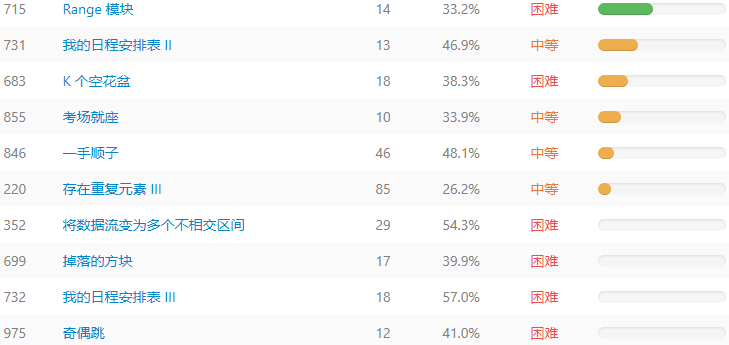 715 Range 模块 14 33.2% 困难
731 我的日程安排表 II 13 46.9% 中等
683 K 个空花盆 18 38.3% 困难
855 考场就座 10 33.9% 中等
846 一手顺子 46 48.1% 中等
220 存在重复元素 III 85 26.2% 中等
352 将数据流变为多个不相交区间 29 54.3% 困难
699 掉落的方块 17 39.9% 困难
732 我的日程安排表 III 18 57.0% 困难
975 奇偶跳 12 41.0% 困难